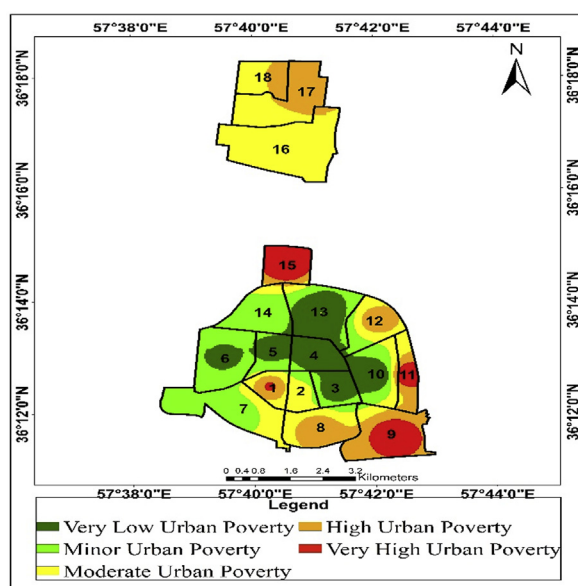 57°38'0"E 57°40'0"E 57°42'0"E 57°44'0"E
N
36°18'0"N 36°18'0"N
18
17
16
36°16'0"N 36°16'0"N
15
36°14'0"N 36°14'0"N
14 13 12
6 5 4
1 2 3 10 11
36°12'0"N 36°12'0"N
7 8 9
0 0.4 0.8 1.6 2.4 3.2
Kilometers
57°38'0"E 57°40'0"E 57°42'0"E 57°44'0"E
Legend
Very Low Urban Poverty High Urban Poverty
Minor Urban Poverty Very High Urban Poverty
Moderate Urban Poverty